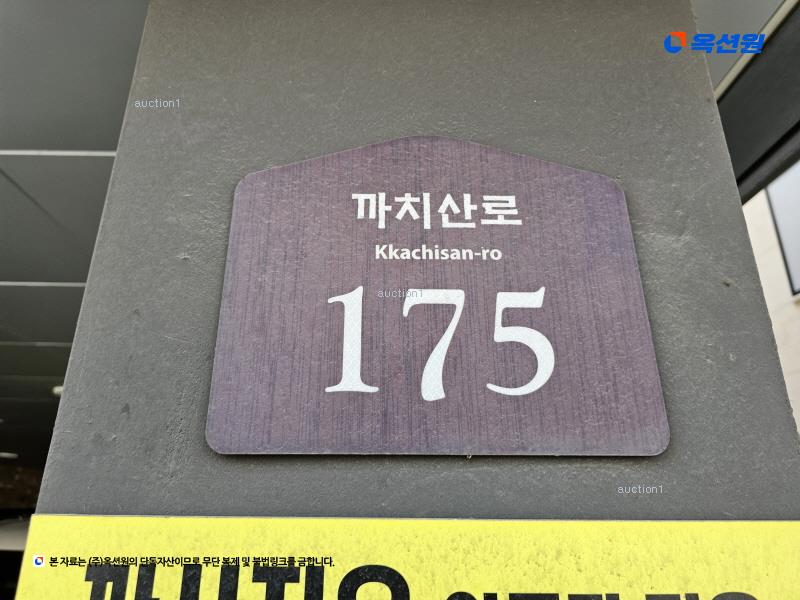 옥션원
auction1
까치산로
Kkachisan-ro
auction1
175
auction1
본 자료는 (주)옥션원의 단독자산이므로 무단 복제 및 불법링크를 금합니다.